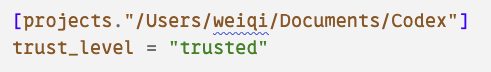 [projects."/Users/weiqi/Documents/Codex"]
trust_level = "trusted"